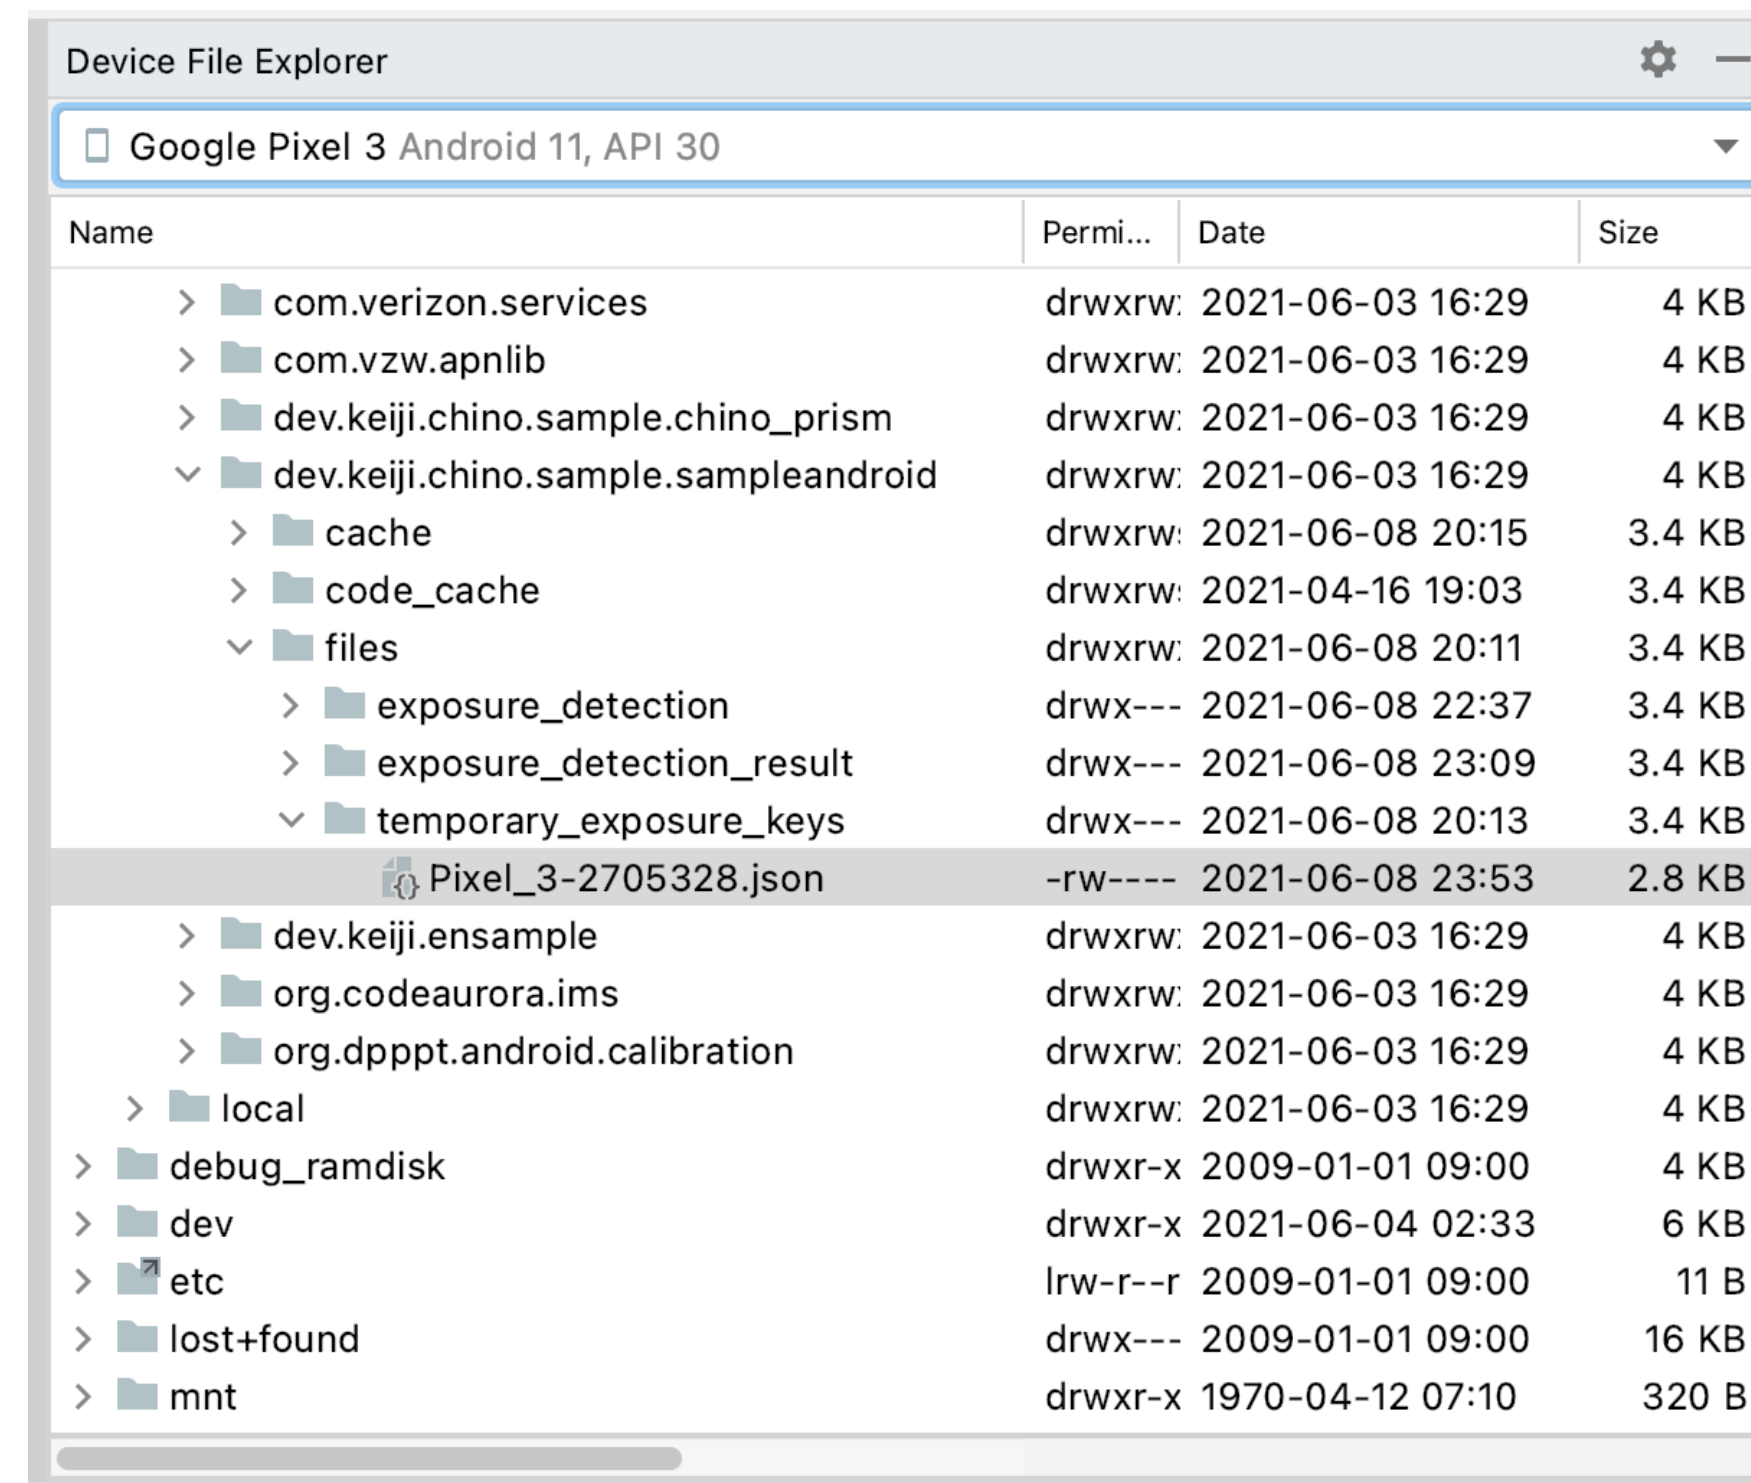 Device File Explorer
Google Pixel 3 Android 11, API 30
Name Permi... Date Size
com.verizon.services drwxrw 2021-06-03 16:29 4 KB
com.vzw.apnlib drwxrw 2021-06-03 16:29 4 KB
dev.keiji.chino.sample.chino_prism drwxrw 2021-06-03 16:29 4 KB
dev.keiji.chino.sample.sampleandroid drwxrw 2021-06-03 16:29 4 KB
cache drwxrws 2021-06-08 20:15 3.4 KB
code_cache drwxrws 2021-04-16 19:03 3.4 KB
files drwxrw 2021-06-08 20:11 3.4 KB
exposure_detection drwx--- 2021-06-08 22:37 3.4 KB
exposure_detection_result drwx--- 2021-06-08 23:09 3.4 KB
temporary_exposure_keys drwx--- 2021-06-08 20:13 3.4 KB
Pixel_3-2705328.json -rw---- 2021-06-08 23:53 2.8 KB
dev.keiji.ensample drwxrw 2021-06-03 16:29 4 KB
org.codeaurora.ims drwxrw 2021-06-03 16:29 4 KB
org.dpppt.android.calibration drwxrw 2021-06-03 16:29 4 KB
local drwxrw 2021-06-03 16:29 4 KB
debug_ramdisk drwxr-x 2009-01-01 09:00 4 KB
dev drwxr-x 2021-06-04 02:33 6 KB
etc lrw-r--r 2009-01-01 09:00 11 B
lost+found drwx--- 2009-01-01 09:00 16 KB
mnt drwxr-x 1970-04-12 07:10 320 B